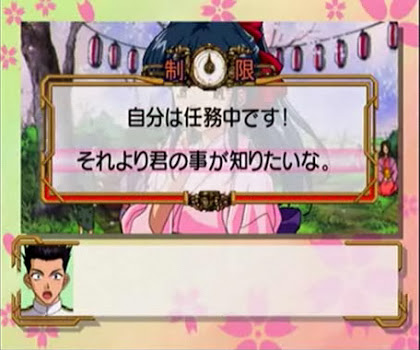 制限
自分は任務中です!
それより君の事が知りたいな。